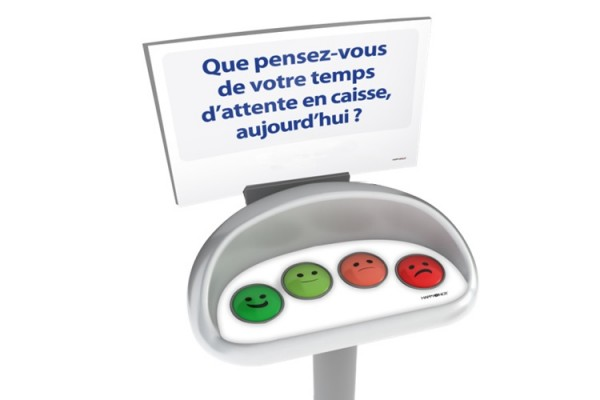 Que pensez-vous
de votre temps
d'attente en caisse,
aujourd'hui ?